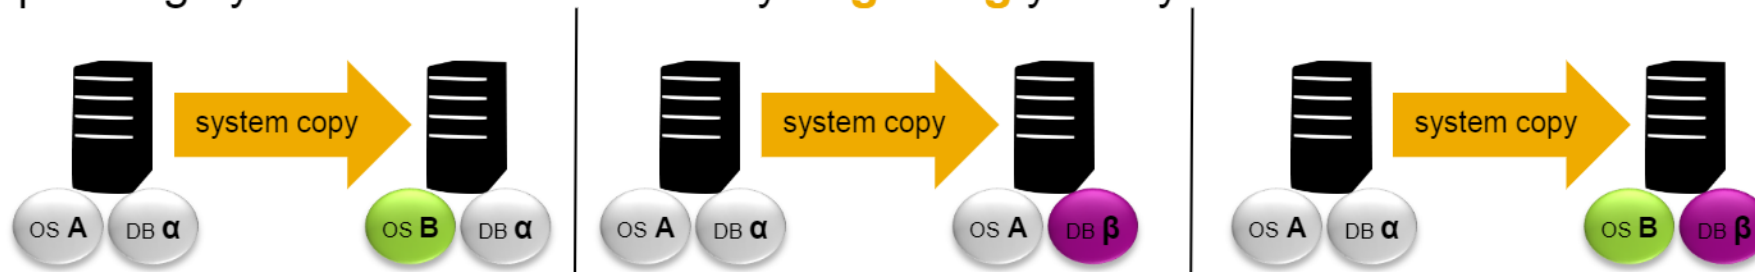 system copy system copy system copy
OS A DB α OS B DB α OS A DB α OS A DB β OS A DB α OS B DB β